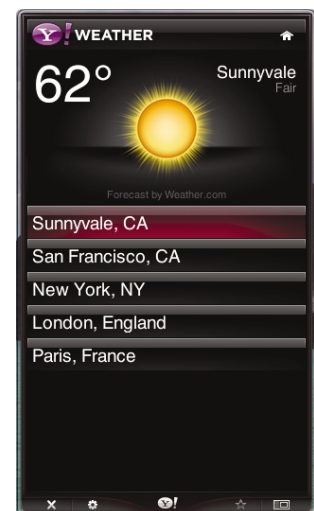 Y! WEATHER
62°
Sunnyvale
Fair
Forecast by Weather.com
Sunnyvale, CA
San Francisco, CA
New York, NY
London, England
Paris, France
Y!